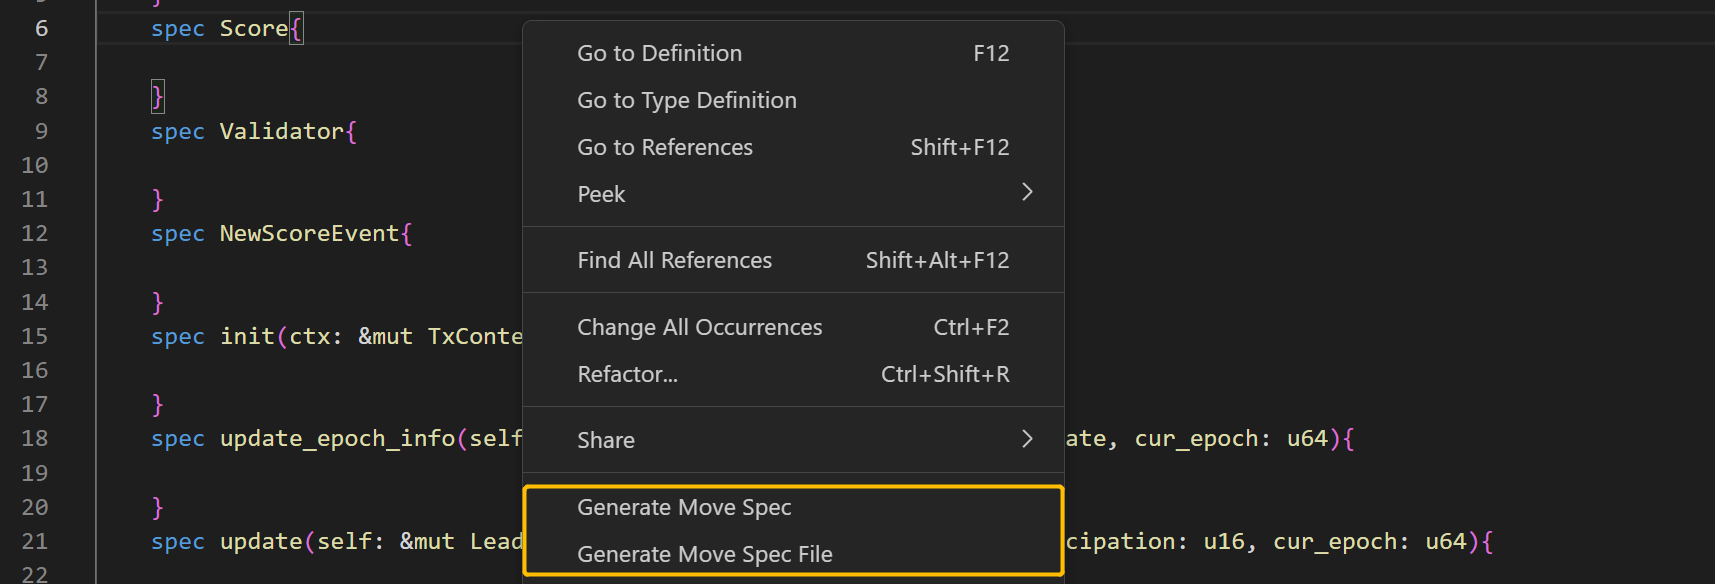 6 spec Score{
7
8 }
9 spec Validator{
10
11 }
12 spec NewScoreEvent{
13
14 }
15 spec init(ctx: &mut TxConte
16
17 }
18 spec update_epoch_info(self ate, cur_epoch: u64){
19
20 }
21 spec update(self: &mut Lead cipation: u16, cur_epoch: u64){
22
Go to Definition F12
Go to Type Definition
Go to References Shift+F12
Peek
Find All References Shift+Alt+F12
Change All Occurrences Ctrl+F2
Refactor... Ctrl+Shift+R
Share
Generate Move Spec
Generate Move Spec File